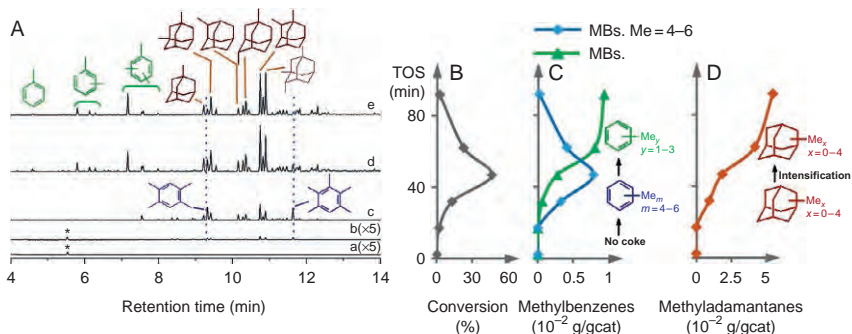 A
e
d
c
b(×5)
a(×5)
*
*
4 6 8 10 12 14
Retention time (min)
MBs. Me = 4–6
MBs.
TOS
(min)
B
80
40
0
0 30 60
Conversion
(%)
C
Me_y
y = 1–3
Me_m
m = 4–6
No coke
0 0.5 1
Methylbenzenes
(10⁻² g/gcat)
D
Me_x
x = 0–4
Intensification
Me_x
x = 0–4
0 2.5 5
Methyladamantanes
(10⁻² g/gcat)